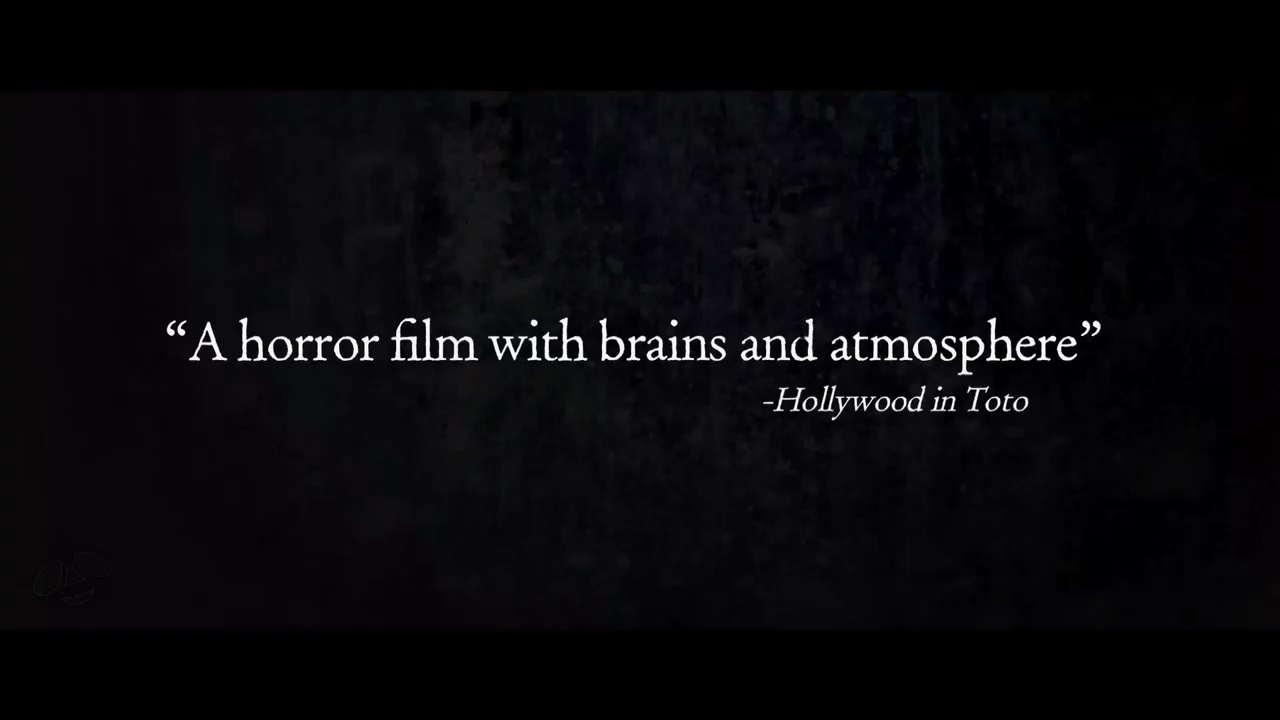 “A horror film with brains and atmosphere”
-Hollywood in Toto